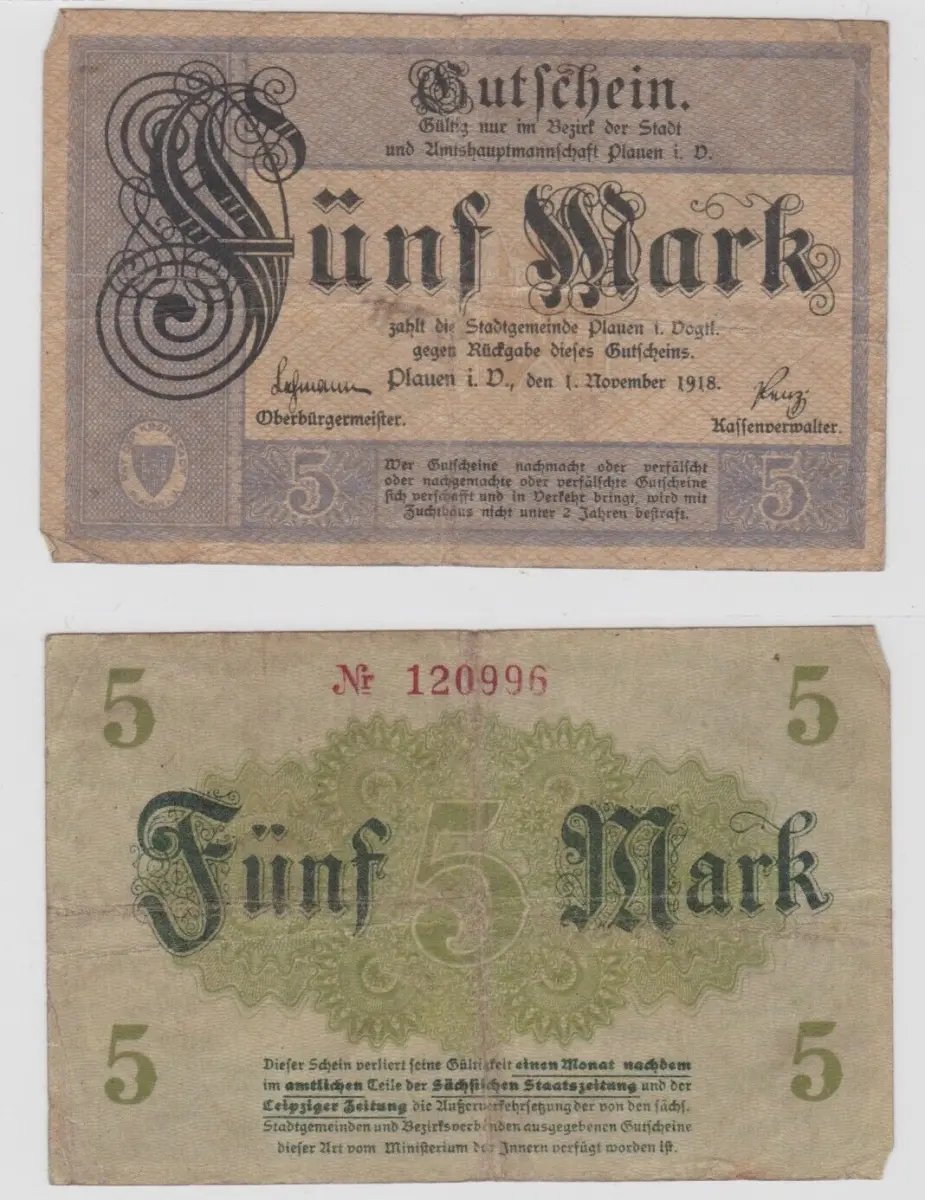 Gutschein.
Gültig nur im Bezirk der Stadt
und Amtshauptmannschaft Plauen i. V.
Fünf Mark
zahlt die Stadtgemeinde Plauen i. Vogtl.
gegen Rückgabe dieses Gutscheins.
Plauen i. V., den 1. November 1918.
Lehmann
Oberbürgermeister.
Kassenverwalter.
5
Wer Gutscheine nachmacht oder verfälscht
oder nachgemachte oder verfälschte Gutscheine
sich verschafft und in Verkehr bringt, wird mit
Zuchthaus nicht unter 2 Jahren bestraft.
5
Nr 120996
5
5
Fünf 5 Mark
5
5
Dieser Schein verliert seine Gültigkeit einen Monat nachdem
im amtlichen Teile der Sächsischen Staatszeitung und der
Leipziger Zeitung die Außerverkehrsetzung der von den sächs.
Stadtgemeinden und Bezirksverbänden ausgegebenen Gutscheine
dieser Art vom Ministerium des Innern verfügt worden ist.